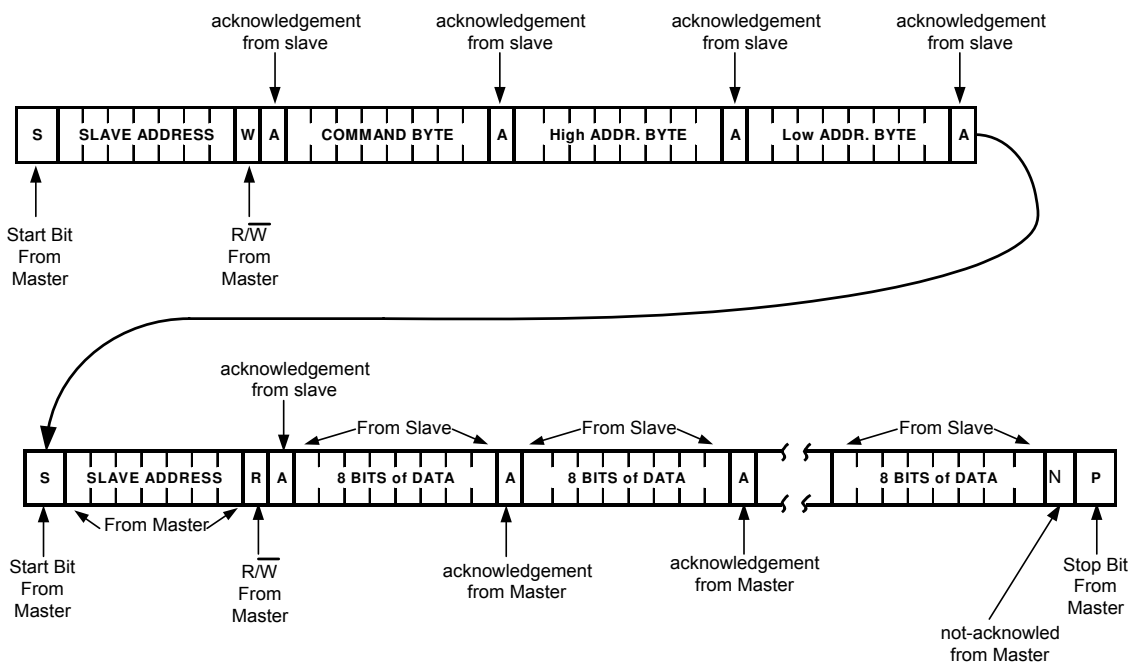 acknowledgement
from slave
acknowledgement
from slave
acknowledgement
from slave
acknowledgement
from slave
S SLAVE ADDRESS W A COMMAND BYTE A High ADDR. BYTE A Low ADDR. BYTE A
Start Bit
From
Master
R/W̅
From
Master
acknowledgement
from slave
From Slave From Slave From Slave
S SLAVE ADDRESS R A 8 BITS of DATA A 8 BITS of DATA A 8 BITS of DATA N P
From Master
Start Bit
From
Master
R/W̅
From
Master
acknowledgement
from Master
acknowledgement
from Master
Stop Bit
From
Master
not-acknowled
from Master